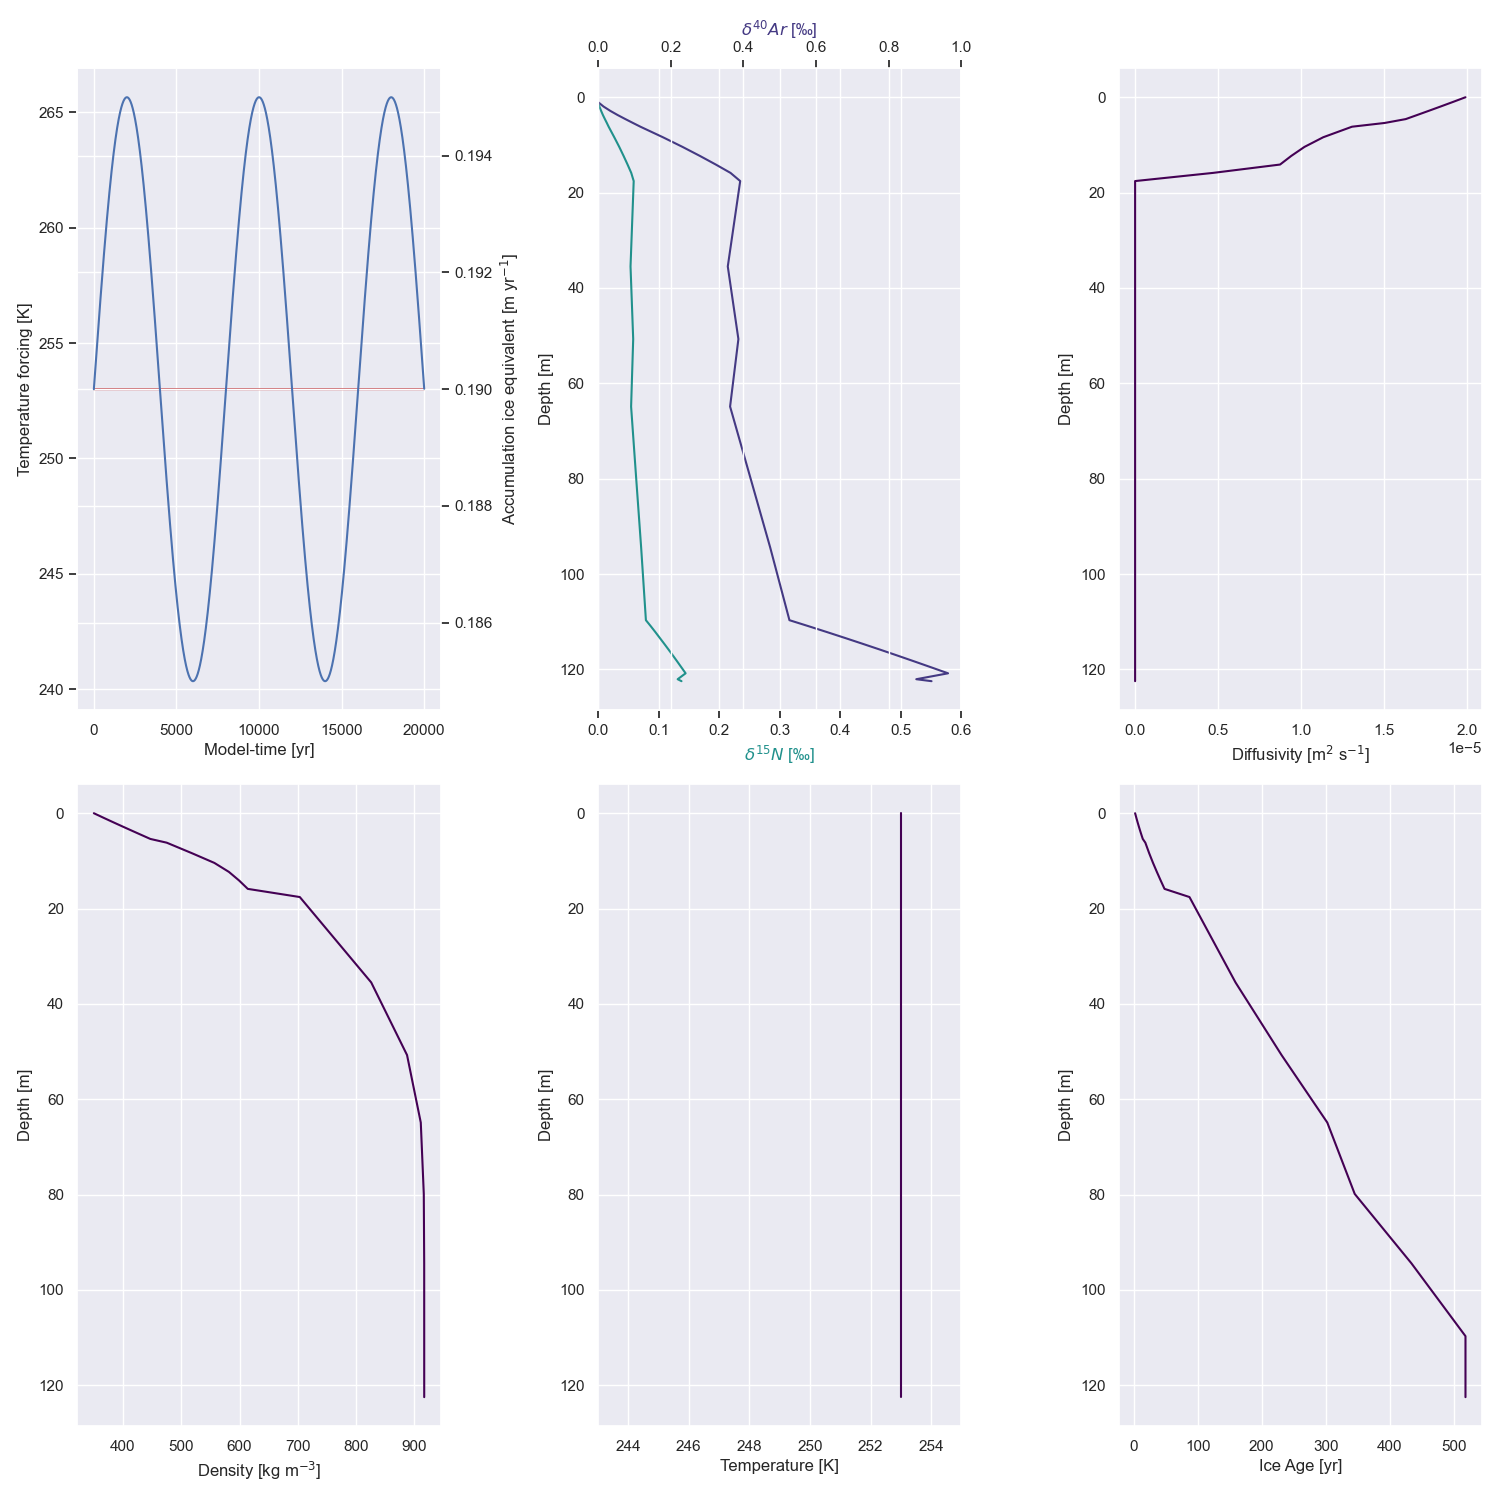 δ⁴⁰Ar [‰]
0.0 0.2 0.4 0.6 0.8 1.0
265
260
255
250
245
240
Temperature forcing [K]
0.194
0.192
0.190
0.188
0.186
Accumulation ice equivalent [m yr⁻¹]
0 5000 10000 15000 20000
Model-time [yr]
0
20
40
60
80
100
120
Depth [m]
0.0 0.1 0.2 0.3 0.4 0.5 0.6
δ¹⁵N [‰]
0
20
40
60
80
100
120
Depth [m]
0.0 0.5 1.0 1.5 2.0
1e−5
Diffusivity [m² s⁻¹]
0
20
40
60
80
100
120
Depth [m]
400 500 600 700 800 900
Density [kg m⁻³]
0
20
40
60
80
100
120
Depth [m]
244 246 248 250 252 254
Temperature [K]
0
20
40
60
80
100
120
Depth [m]
0 100 200 300 400 500
Ice Age [yr]